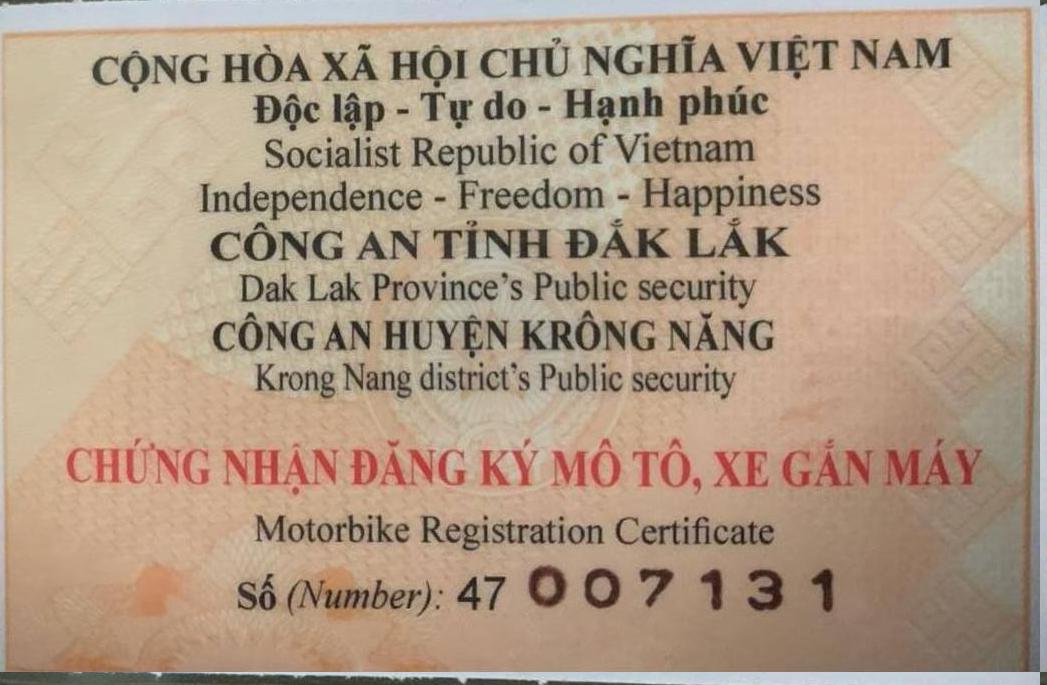 CỘNG HÒA XÃ HỘI CHỦ NGHĨA VIỆT NAM
Độc lập - Tự do - Hạnh phúc
Socialist Republic of Vietnam
Independence - Freedom - Happiness
CÔNG AN TỈNH ĐẮK LẮK
Dak Lak Province's Public security
CÔNG AN HUYỆN KRÔNG NĂNG
Krong Nang district's Public security
CHỨNG NHẬN ĐĂNG KÝ MÔ TÔ, XE GẮN MÁY
Motorbike Registration Certificate
Số (Number): 47 007131